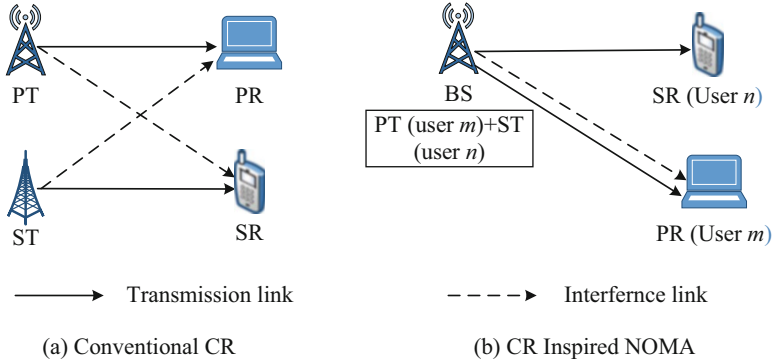 PT
PR
ST
SR
BS
PT (user m)+ST
(user n)
SR (User n)
PR (User m)
Transmission link
Interfernce link
(a) Conventional CR
(b) CR Inspired NOMA